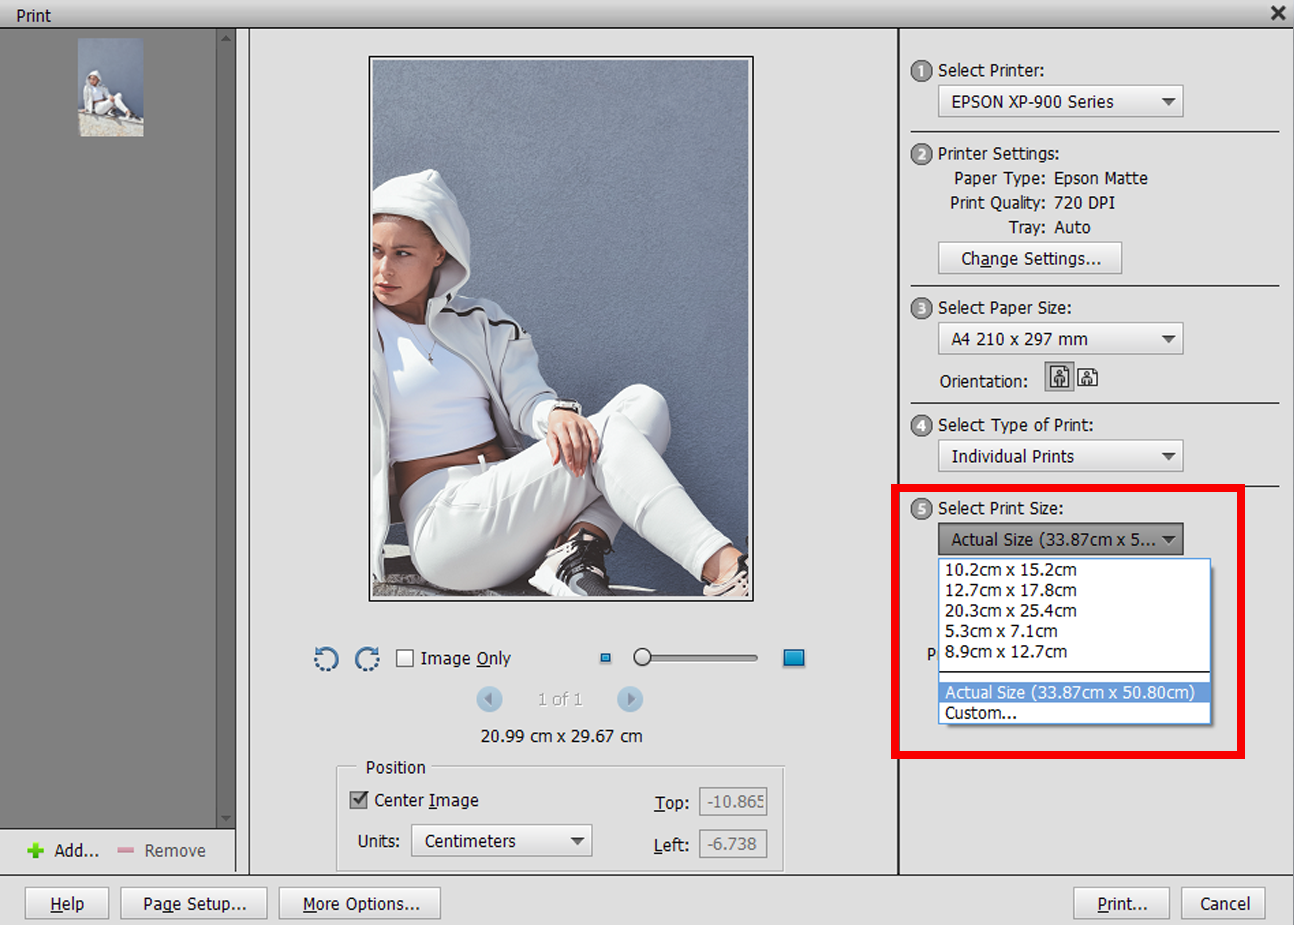 Print
1 Select Printer:
EPSON XP-900 Series
2 Printer Settings:
Paper Type: Epson Matte
Print Quality: 720 DPI
Tray: Auto
Change Settings...
3 Select Paper Size:
A4 210 x 297 mm
Orientation:
4 Select Type of Print:
Individual Prints
5 Select Print Size:
Actual Size (33.87cm x 5...
10.2cm x 15.2cm
12.7cm x 17.8cm
20.3cm x 25.4cm
5.3cm x 7.1cm
8.9cm x 12.7cm
P
Actual Size (33.87cm x 50.80cm)
Custom...
Image Only
1 of 1
20.99 cm x 29.67 cm
Position
Center Image
Top: -10.865
Units: Centimeters
Left: -6.738
Add... Remove
Help Page Setup... More Options... Print... Cancel